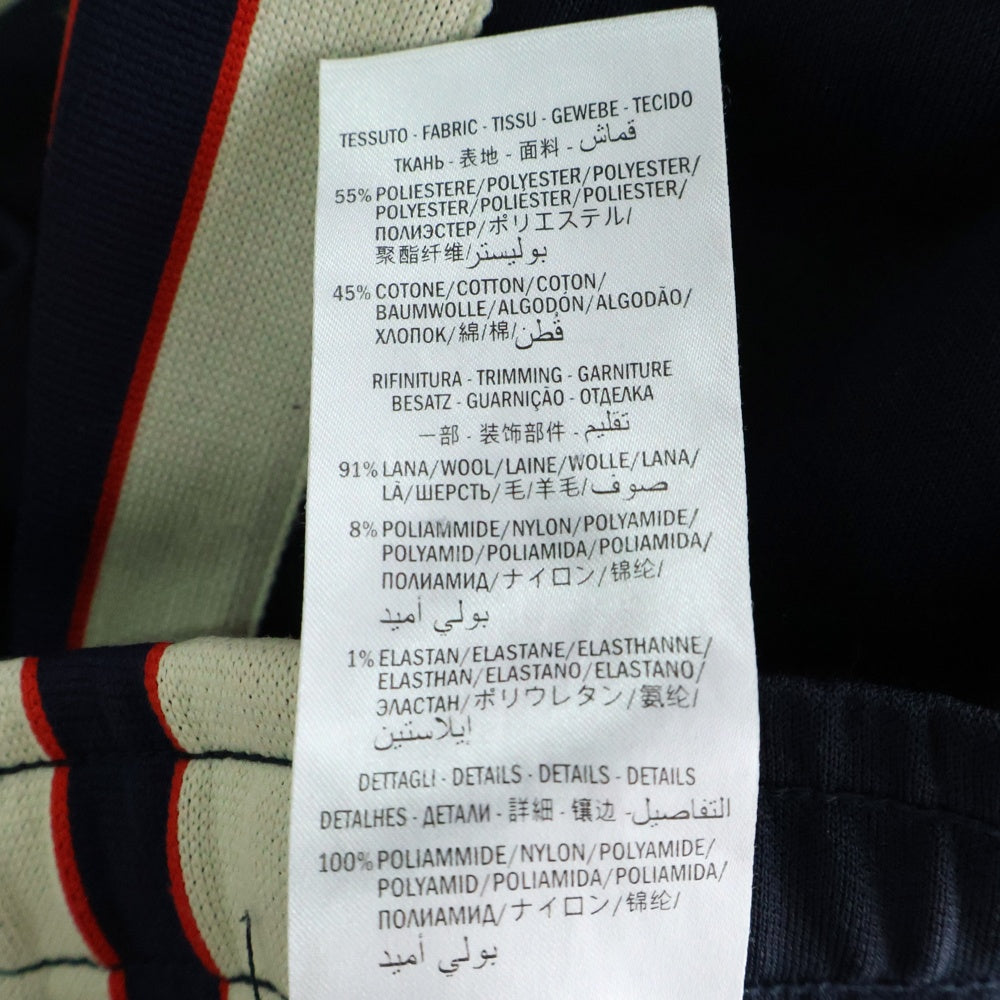 TESSUTO - FABRIC - TISSU - GEWEBE - TECIDO
ТКАНЬ - 表地 - 面料 - قماش
55% POLIESTERE/POLYESTER/POLYESTER/
POLYESTER/POLIÉSTER/POLIESTER/
ПОЛИЭСТЕР/ポリエステル/
聚酯纤维/بوليستر
45% COTONE/COTTON/COTON/
BAUMWOLLE/ALGODÓN/ALGODÃO/
ХЛОПОК/綿/棉/قُطن
RIFINITURA - TRIMMING - GARNITURE
BESATZ - GUARNIÇÃO - ОТДЕЛКА
一部 - 装饰部件 - تقليم
91% LANA/WOOL/LAINE/WOLLE/LANA/
LÃ/ШЕРСТЬ/毛/羊毛/صوف
8% POLIAMMIDE/NYLON/POLYAMIDE/
POLYAMID/POLIAMIDA/POLIAMIDA/
ПОЛИАМИД/ナイロン/锦纶/
بولي أميد
1% ELASTAN/ELASTANE/ELASTHANNE/
ELASTHAN/ELASTANO/ELASTANO/
ЭЛАСТАН/ポリウレタン/氨纶/
إيلاستين
DETTAGLI - DETAILS - DETAILS - DETAILS
DETALHES - ДЕТАЛИ - 詳細 - 镶边 - التفاصيل
100% POLIAMMIDE/NYLON/POLYAMIDE/
POLYAMID/POLIAMIDA/POLIAMIDA/
ПОЛИАМИД/ナイロン/锦纶/
بولي أميد